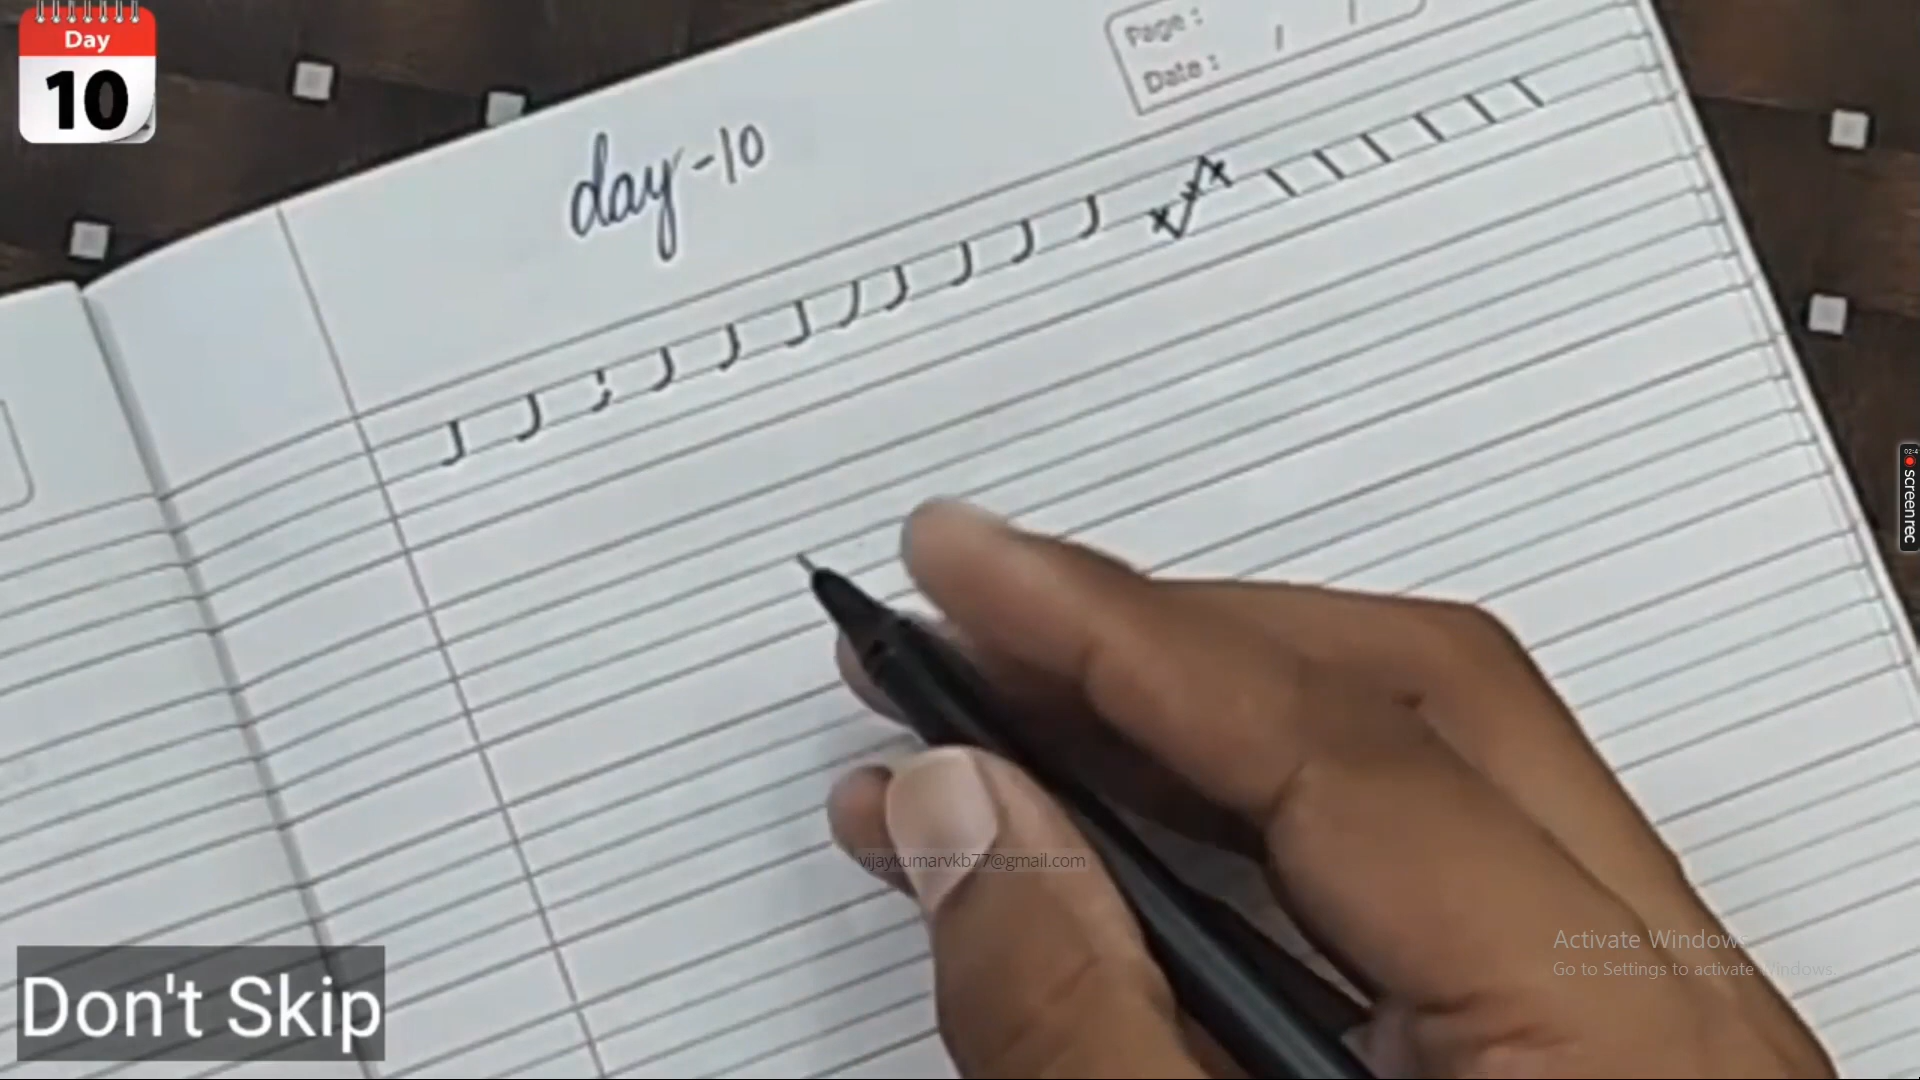 Day
10
Page :
Date : / /
day-10
screenrec
vijaykumarvkb77@gmail.com
Activate Windows
Go to Settings to activate Windows.
Don't Skip